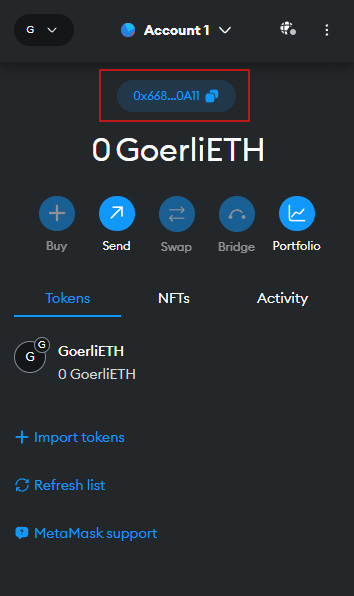 G Account 1
0x668...0A11
0 GoerliETH
Buy Send Swap Bridge Portfolio
Tokens NFTs Activity
G G GoerliETH
0 GoerliETH
Import tokens
Refresh list
MetaMask support